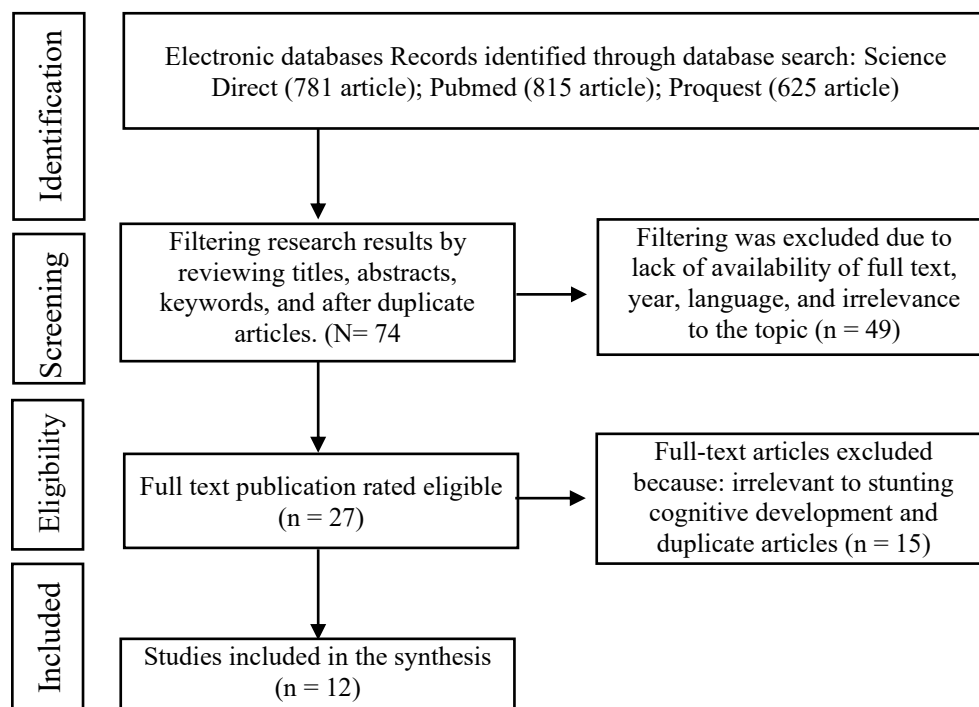 Identification
Electronic databases Records identified through database search: Science
Direct (781 article); Pubmed (815 article); Proquest (625 article)
Screening
Filtering research results by
reviewing titles, abstracts,
keywords, and after duplicate
articles. (N= 74
Filtering was excluded due to
lack of availability of full text,
year, language, and irrelevance
to the topic (n = 49)
Eligibility
Full text publication rated eligible
(n = 27)
Full-text articles excluded
because: irrelevant to stunting
cognitive development and
duplicate articles (n = 15)
Included
Studies included in the synthesis
(n = 12)